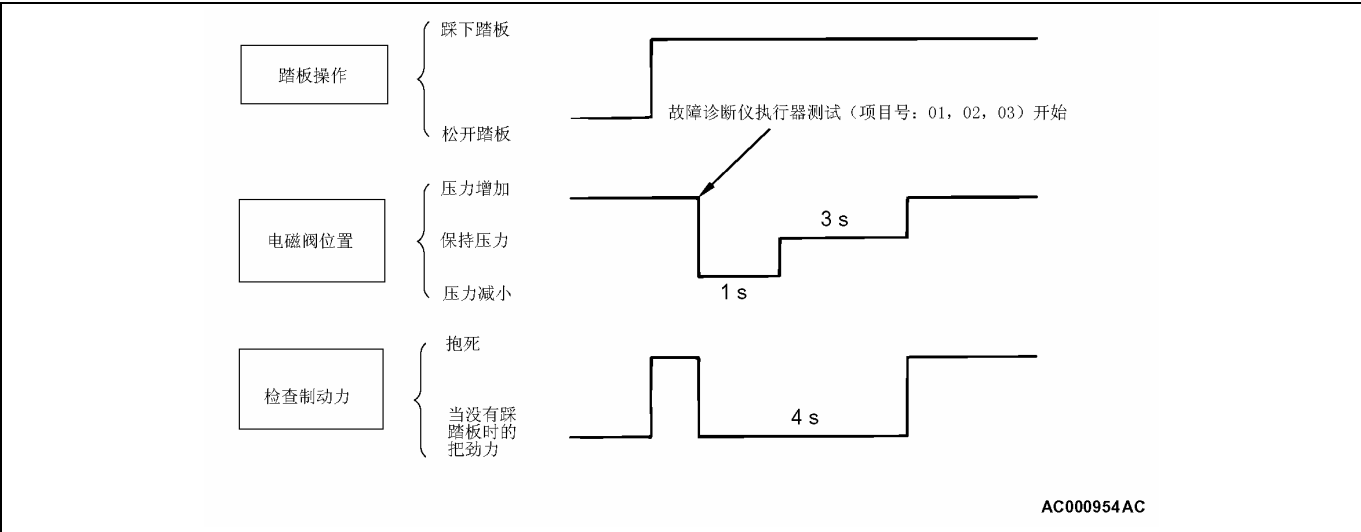 踩下踏板
踏板操作
松开踏板
故障诊断仪执行器测试（项目号：01，02，03）开始
压力增加
电磁阀位置
保持压力
压力减小
3 s
1 s
抱死
检查制动力
当没有踩
踏板时的
把劲力
4 s
AC000954AC